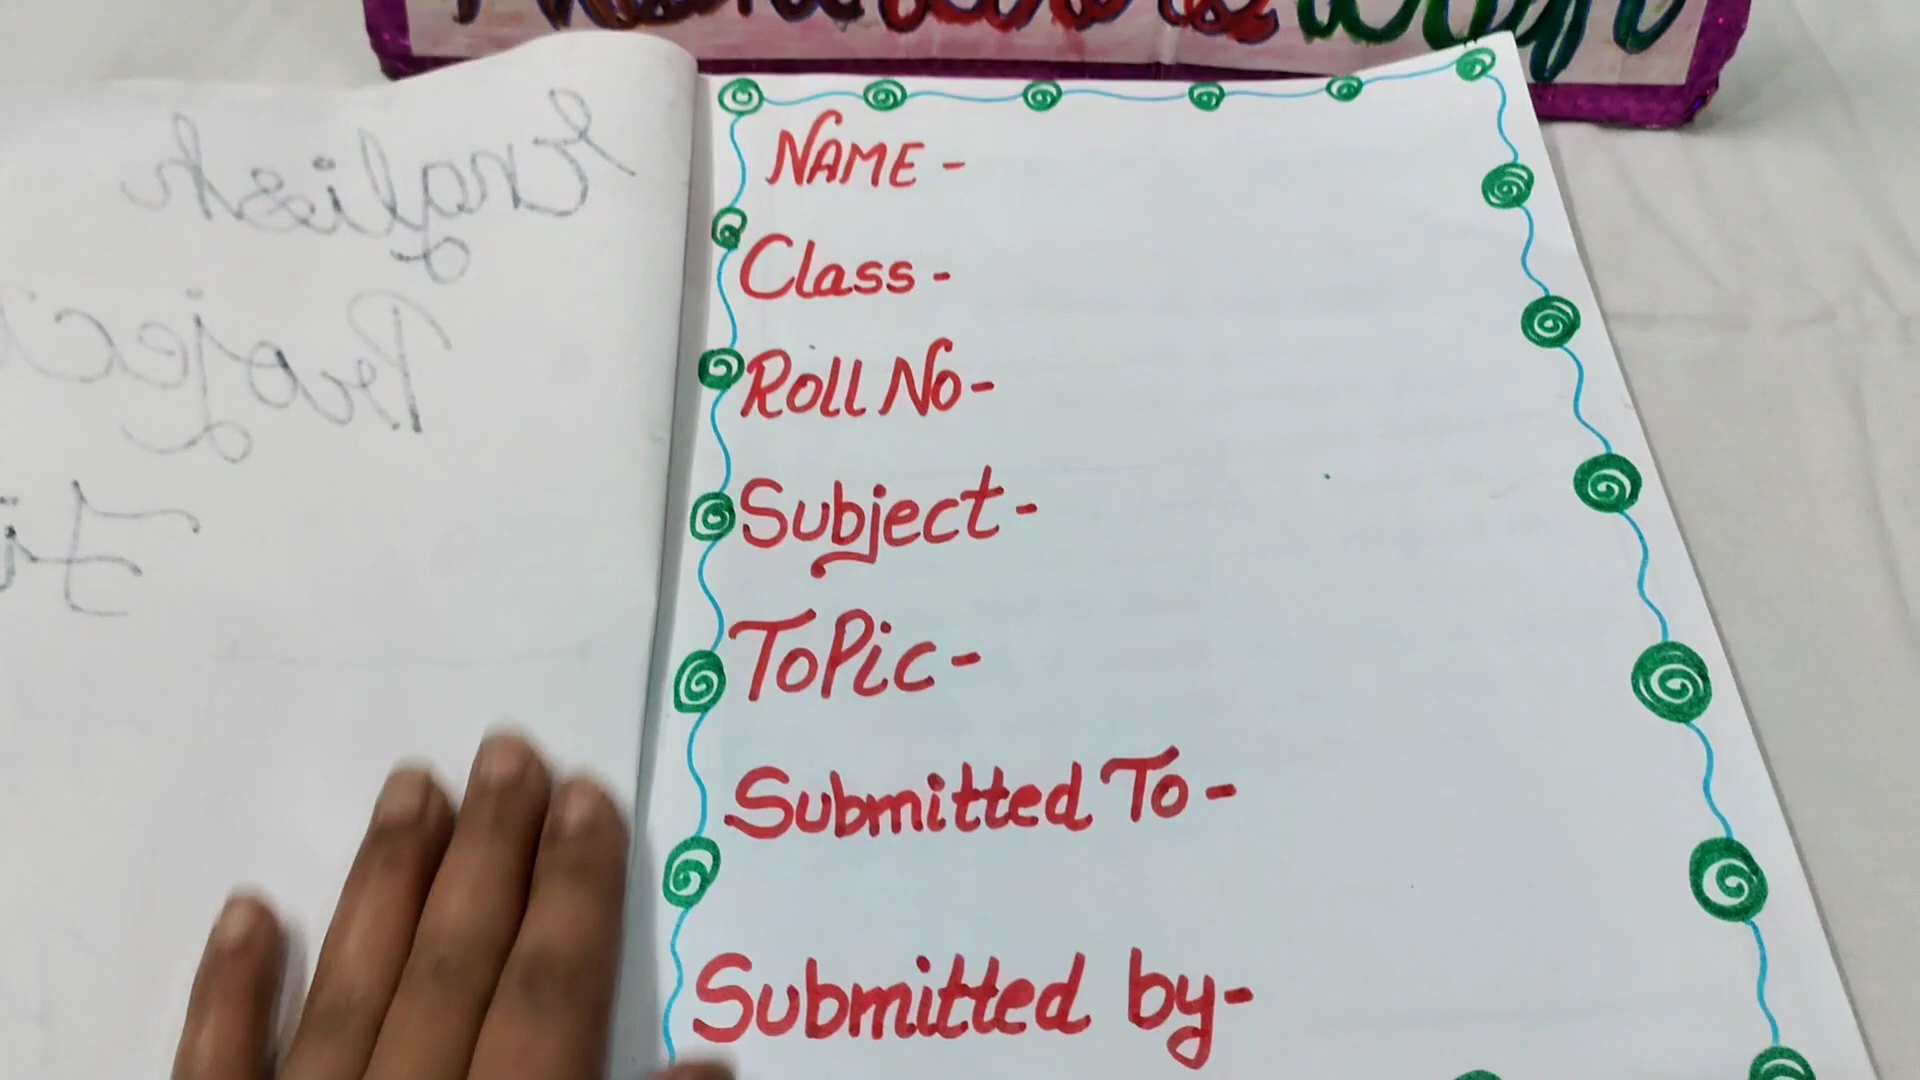 English
Project
NAME -
Class -
Roll No -
Subject -
ToPic -
Submitted To -
Submitted by -